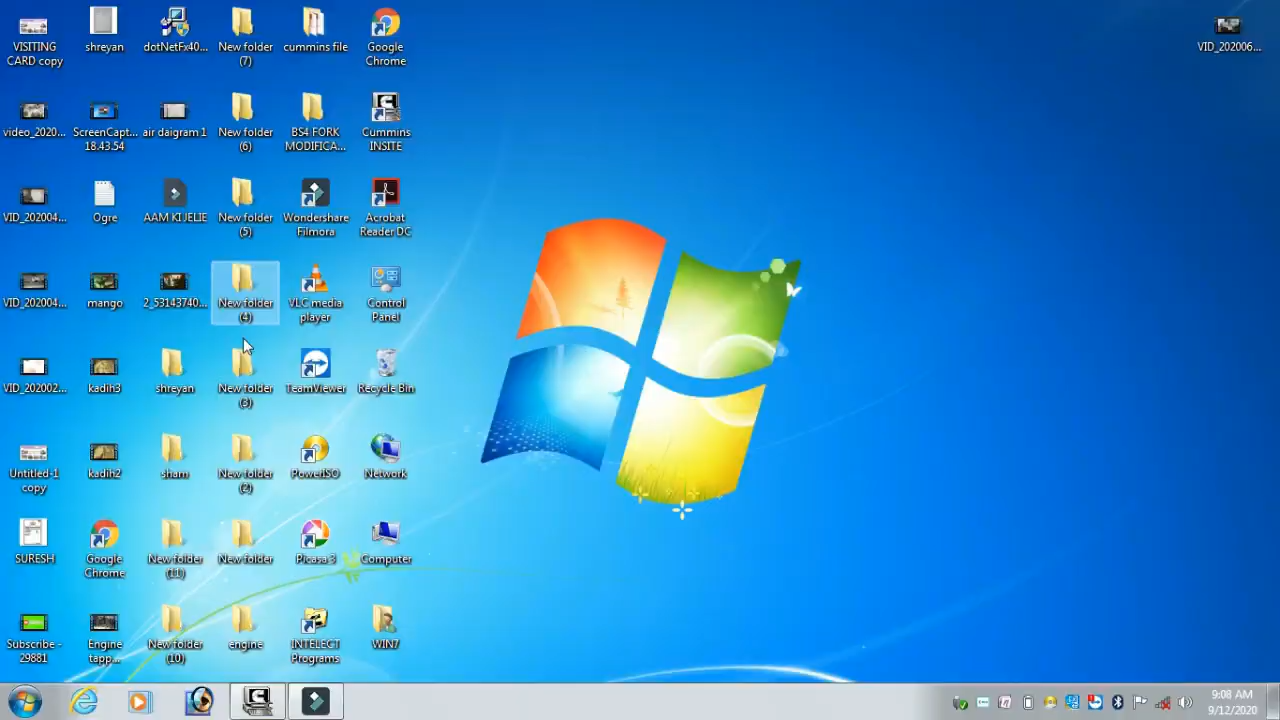 VISITING
CARD copy
shreyan
dotNetFx40...
New folder
(7)
cummins file
Google
Chrome
VID_202006...
video_2020...
ScreenCapt...
18.43.54
air daigram 1
New folder
(6)
BS4 FORK
MODIFICA...
Cummins
INSITE
VID_202004...
Ogre
AAM KI JELIE
New folder
(5)
Wondershare
Filmora
Acrobat
Reader DC
VID_202004...
mango
2_53143740...
New folder
(4)
VLC media
player
Control
Panel
VID_202002...
kadih3
shreyan
New folder
(3)
TeamViewer
Recycle Bin
Untitled-1
copy
kadih2
sham
New folder
(2)
PowerISO
Network
SURESH
Google
Chrome
New folder
(11)
New folder
Picasa 3
Computer
Subscribe -
29881
Engine
tapp...
New folder
(10)
engine
INTELECT
Programs
WIN7
9:08 AM
9/12/2020